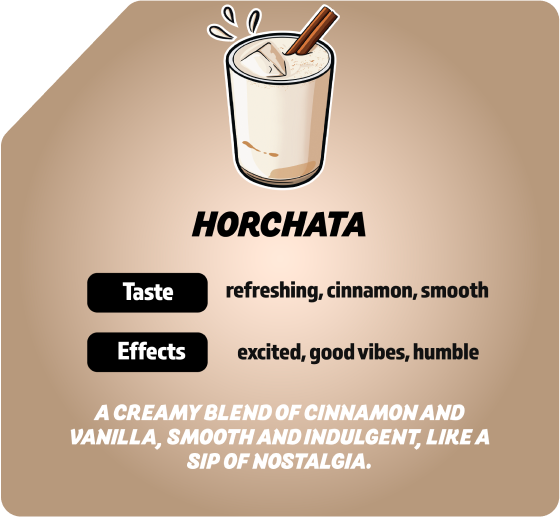 HORCHATA
Taste refreshing, cinnamon, smooth
Effects excited, good vibes, humble
A CREAMY BLEND OF CINNAMON AND
VANILLA, SMOOTH AND INDULGENT, LIKE A
SIP OF NOSTALGIA.